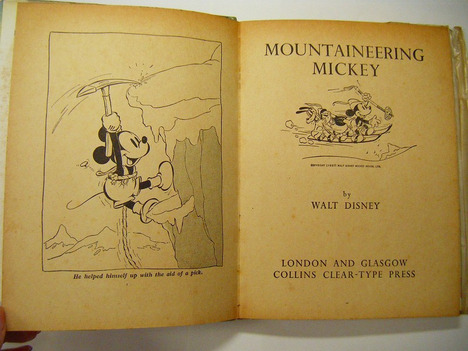 He helped himself up with the aid of a pick.
MOUNTAINEERING
MICKEY
by
WALT DISNEY
LONDON AND GLASGOW
COLLINS CLEAR-TYPE PRESS